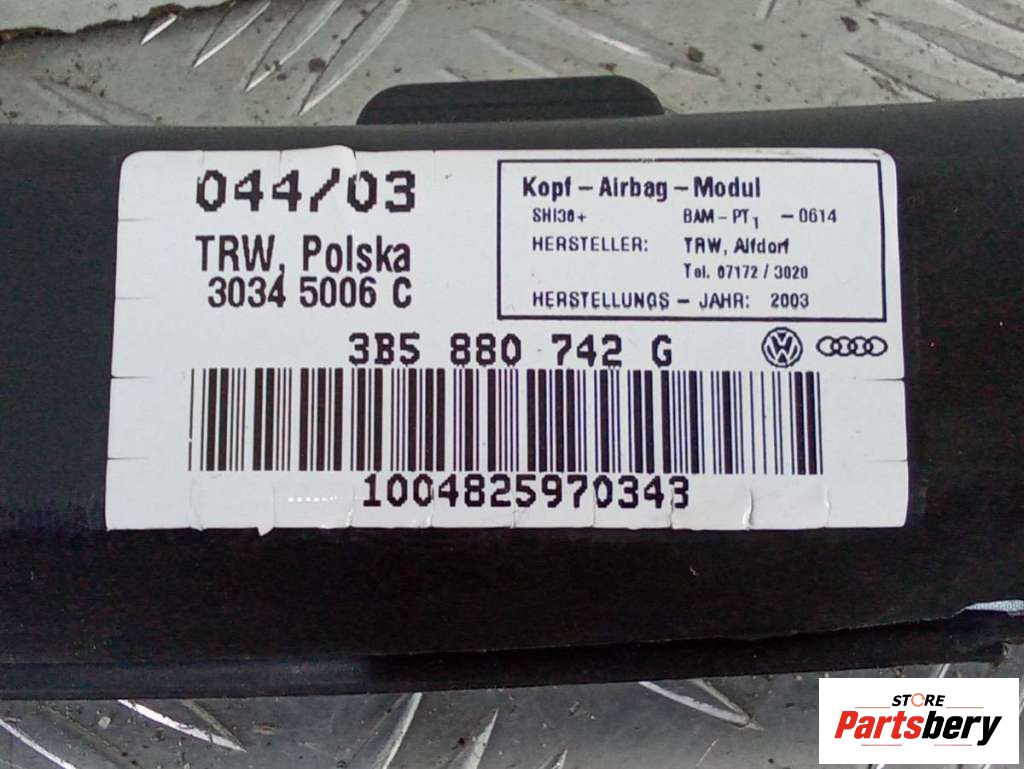 044/03
TRW, Polska
3034 5006 C
Kopf - Airbag - Modul
SHI30+ BAM - PT1 - 0614
HERSTELLER: TRW, Alfdorf
Tel. 07172 / 3020
HERSTELLUNGS - JAHR: 2003
3B5 880 742 G
1004825970343
STORE
Partsbery